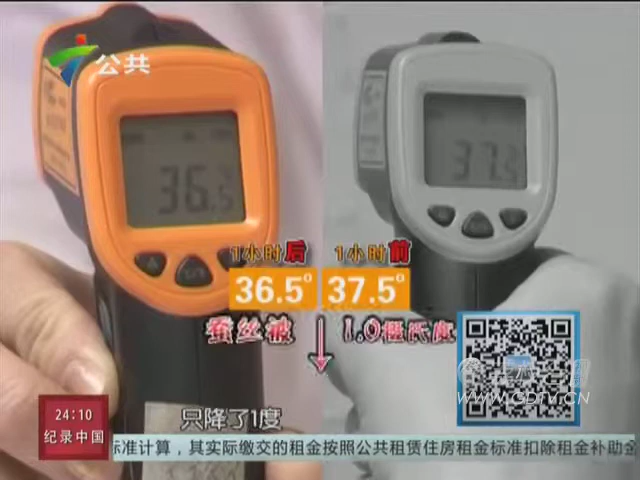 公共
36.5
37.5
1小时后
1小时前
36.5°
37.5°
蚕丝被
1.0摄氏度
只降了1度
24:10
纪录中国
标准计算，其实际缴交的租金按照公共租赁住房租金标准扣除租金补助金
WWW.GDTV.CN